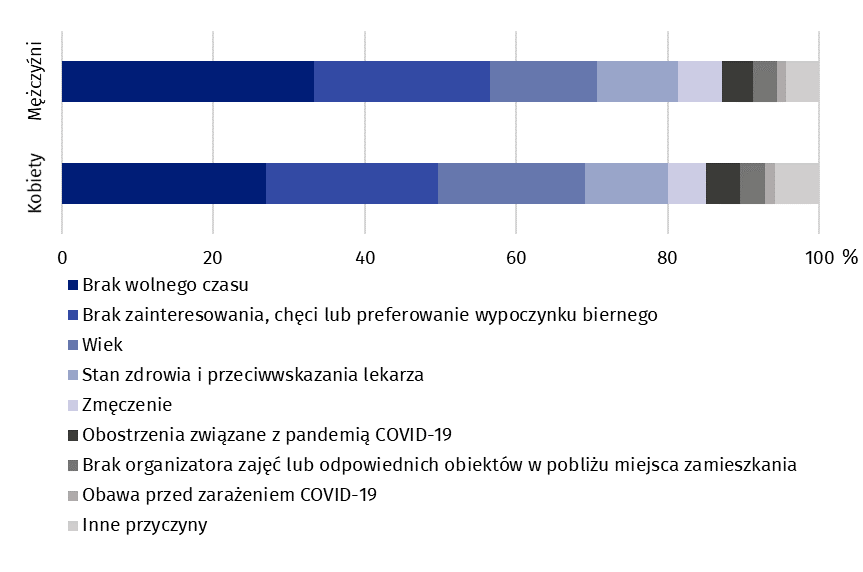 Mężczyźni
Kobiety
0 20 40 60 80 100 %
Brak wolnego czasu
Brak zainteresowania, chęci lub preferowanie wypoczynku biernego
Wiek
Stan zdrowia i przeciwwskazania lekarza
Zmęczenie
Obostrzenia związane z pandemią COVID-19
Brak organizatora zajęć lub odpowiednich obiektów w pobliżu miejsca zamieszkania
Obawa przed zarażeniem COVID-19
Inne przyczyny